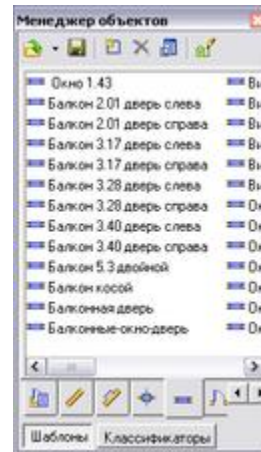 Менеджер объектов
Окно 1.43
Балкон 2.01 дверь слева
Балкон 2.01 дверь справа
Балкон 3.17 дверь слева
Балкон 3.17 дверь справа
Балкон 3.28 дверь слева
Балкон 3.28 дверь справа
Балкон 3.40 дверь слева
Балкон 3.40 дверь справа
Балкон 5.3 двойной
Балкон косой
Балконная дверь
Балконные-окно-дверь
Шаблоны Классификаторы